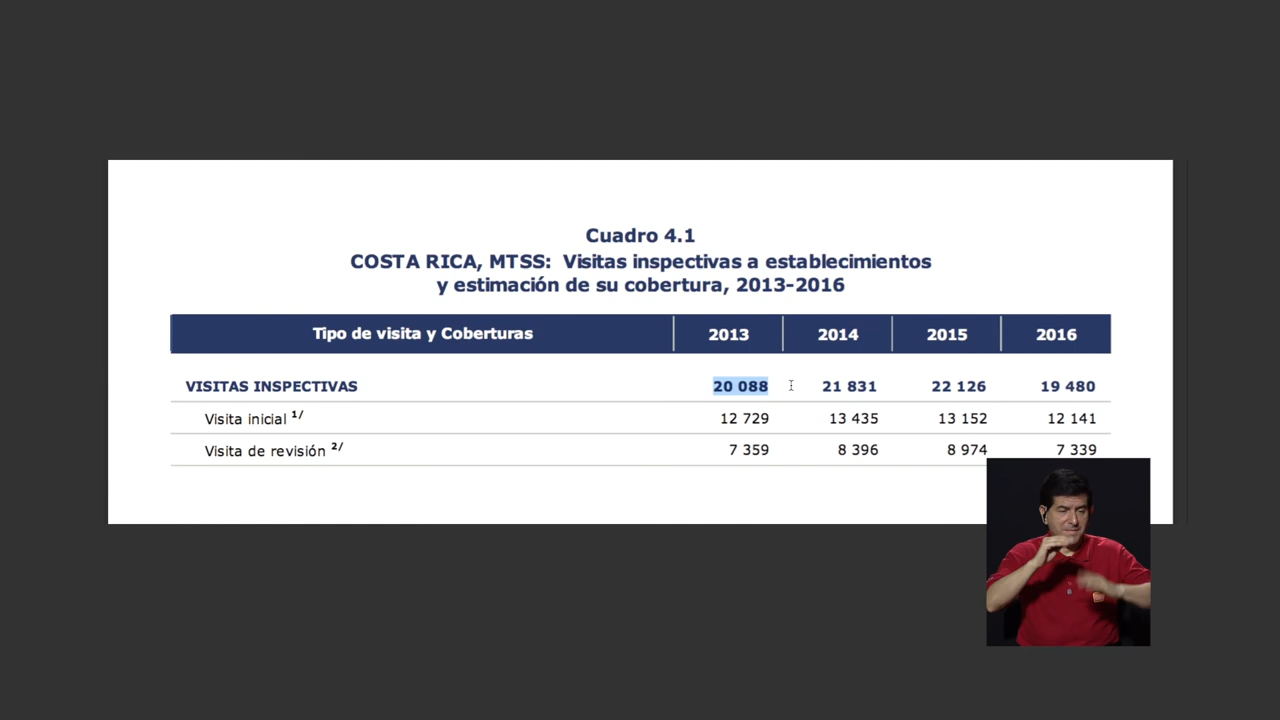 Cuadro 4.1
COSTA RICA, MTSS: Visitas inspectivas a establecimientos
y estimación de su cobertura, 2013-2016
Tipo de visita y Coberturas 2013 2014 2015 2016
VISITAS INSPECTIVAS 20 088 21 831 22 126 19 480
Visita inicial 1/ 12 729 13 435 13 152 12 141
Visita de revisión 2/ 7 359 8 396 8 974 7 339